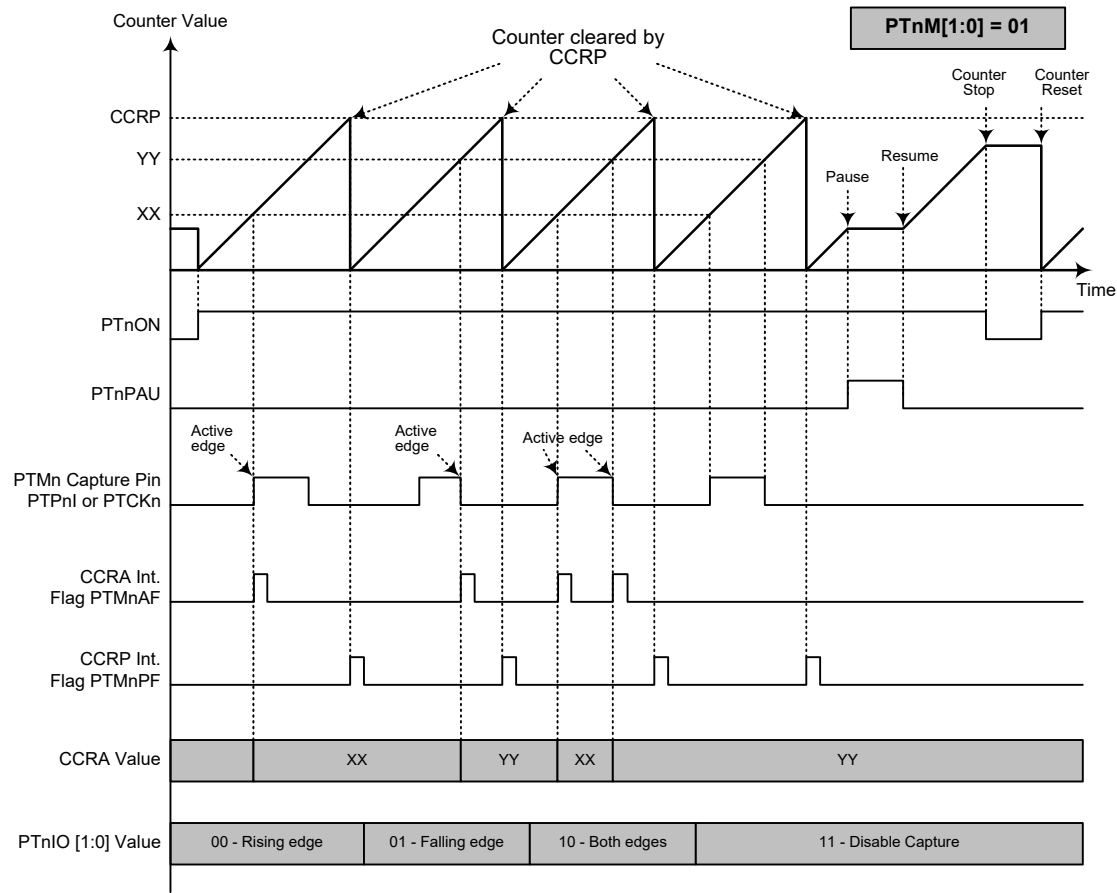 Counter Value
PTnM[1:0] = 01
Counter cleared by
CCRP
Counter
Stop
Counter
Reset
CCRP
YY
XX
Pause
Resume
Time
PTnON
PTnPAU
Active
edge
Active
edge
Active edge
PTMn Capture Pin
PTPnI or PTCKn
CCRA Int.
Flag PTMnAF
CCRP Int.
Flag PTMnPF
CCRA Value
XX
YY
XX
YY
PTnIO [1:0] Value
00 - Rising edge
01 - Falling edge
10 - Both edges
11 - Disable Capture